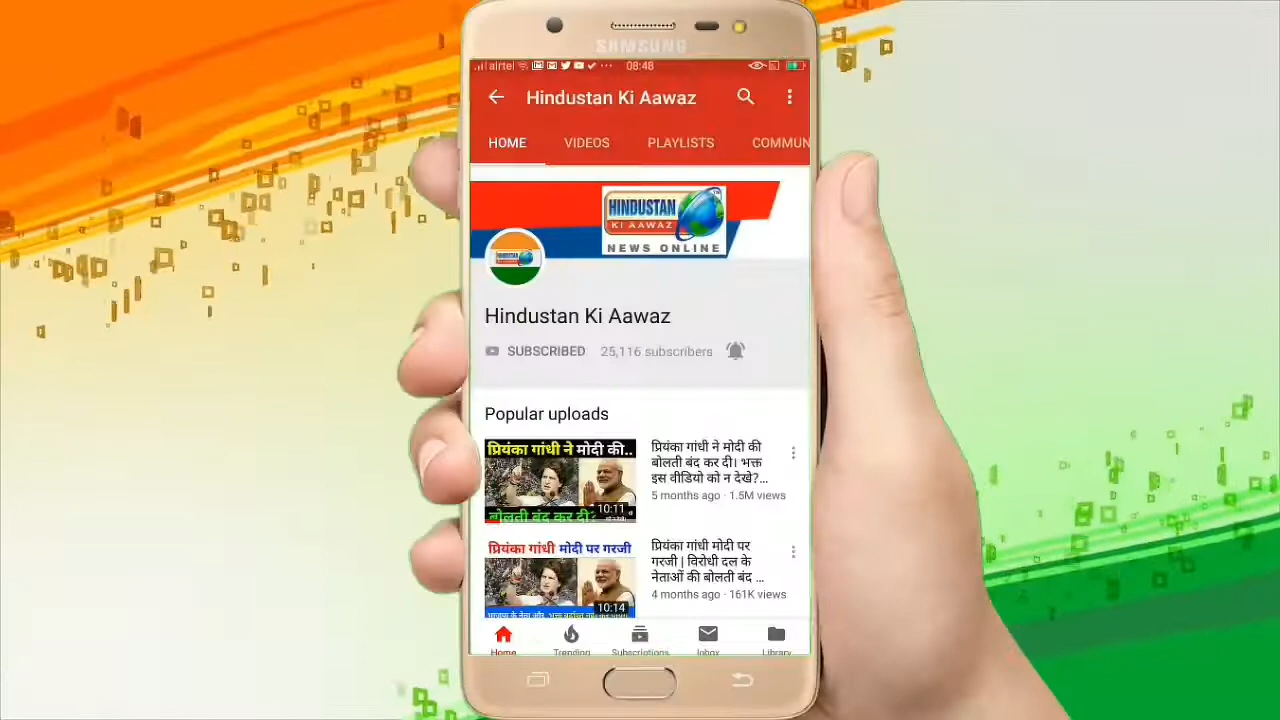 SAMSUNG
airtel 08:48
Hindustan Ki Aawaz
HOME VIDEOS PLAYLISTS COMMUN
HINDUSTAN
KI AAWAZ
NEWS ONLINE
Hindustan Ki Aawaz
SUBSCRIBED 25,116 subscribers
Popular uploads
प्रियंका गांधी ने मोदी की..
बोलती बंद कर दी?
10:11
प्रियंका गांधी ने मोदी की
बोलती बंद कर दी। भक्त
इस वीडियो को न देखे?...
5 months ago · 1.5M views
प्रियंका गांधी मोदी पर गरजी
10:14
प्रियंका गांधी मोदी पर
गरजी | विरोधी दल के
नेताओं की बोलती बंद ...
4 months ago · 161K views
Home Trending Subscriptions Inbox Library